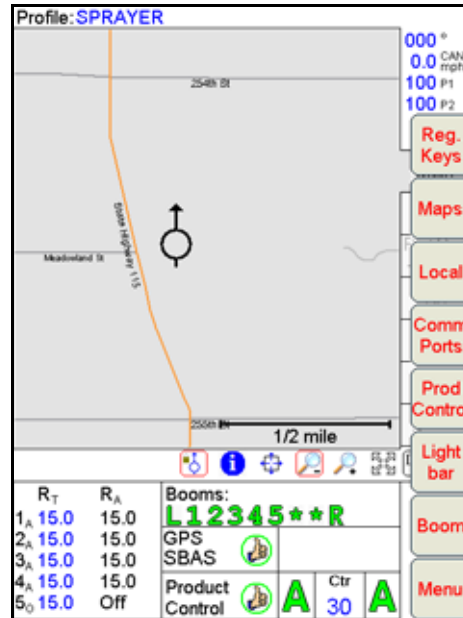 Profile: SPRAYER
000 °
0.0 CAN mph
100 P1
100 P2
254th St
Reg. Keys
Maps
State Highway 115
Meadowland St
Local
Comm Ports
Prod Contro
255th
1/2 mile
Light bar
RT RA
1A 15.0 15.0
2A 15.0 15.0
3A 15.0 15.0
4A 15.0 15.0
5O 15.0 Off
Booms:
L12345**R
GPS
SBAS
Product Control A Ctr 30 A
Boom
Menu